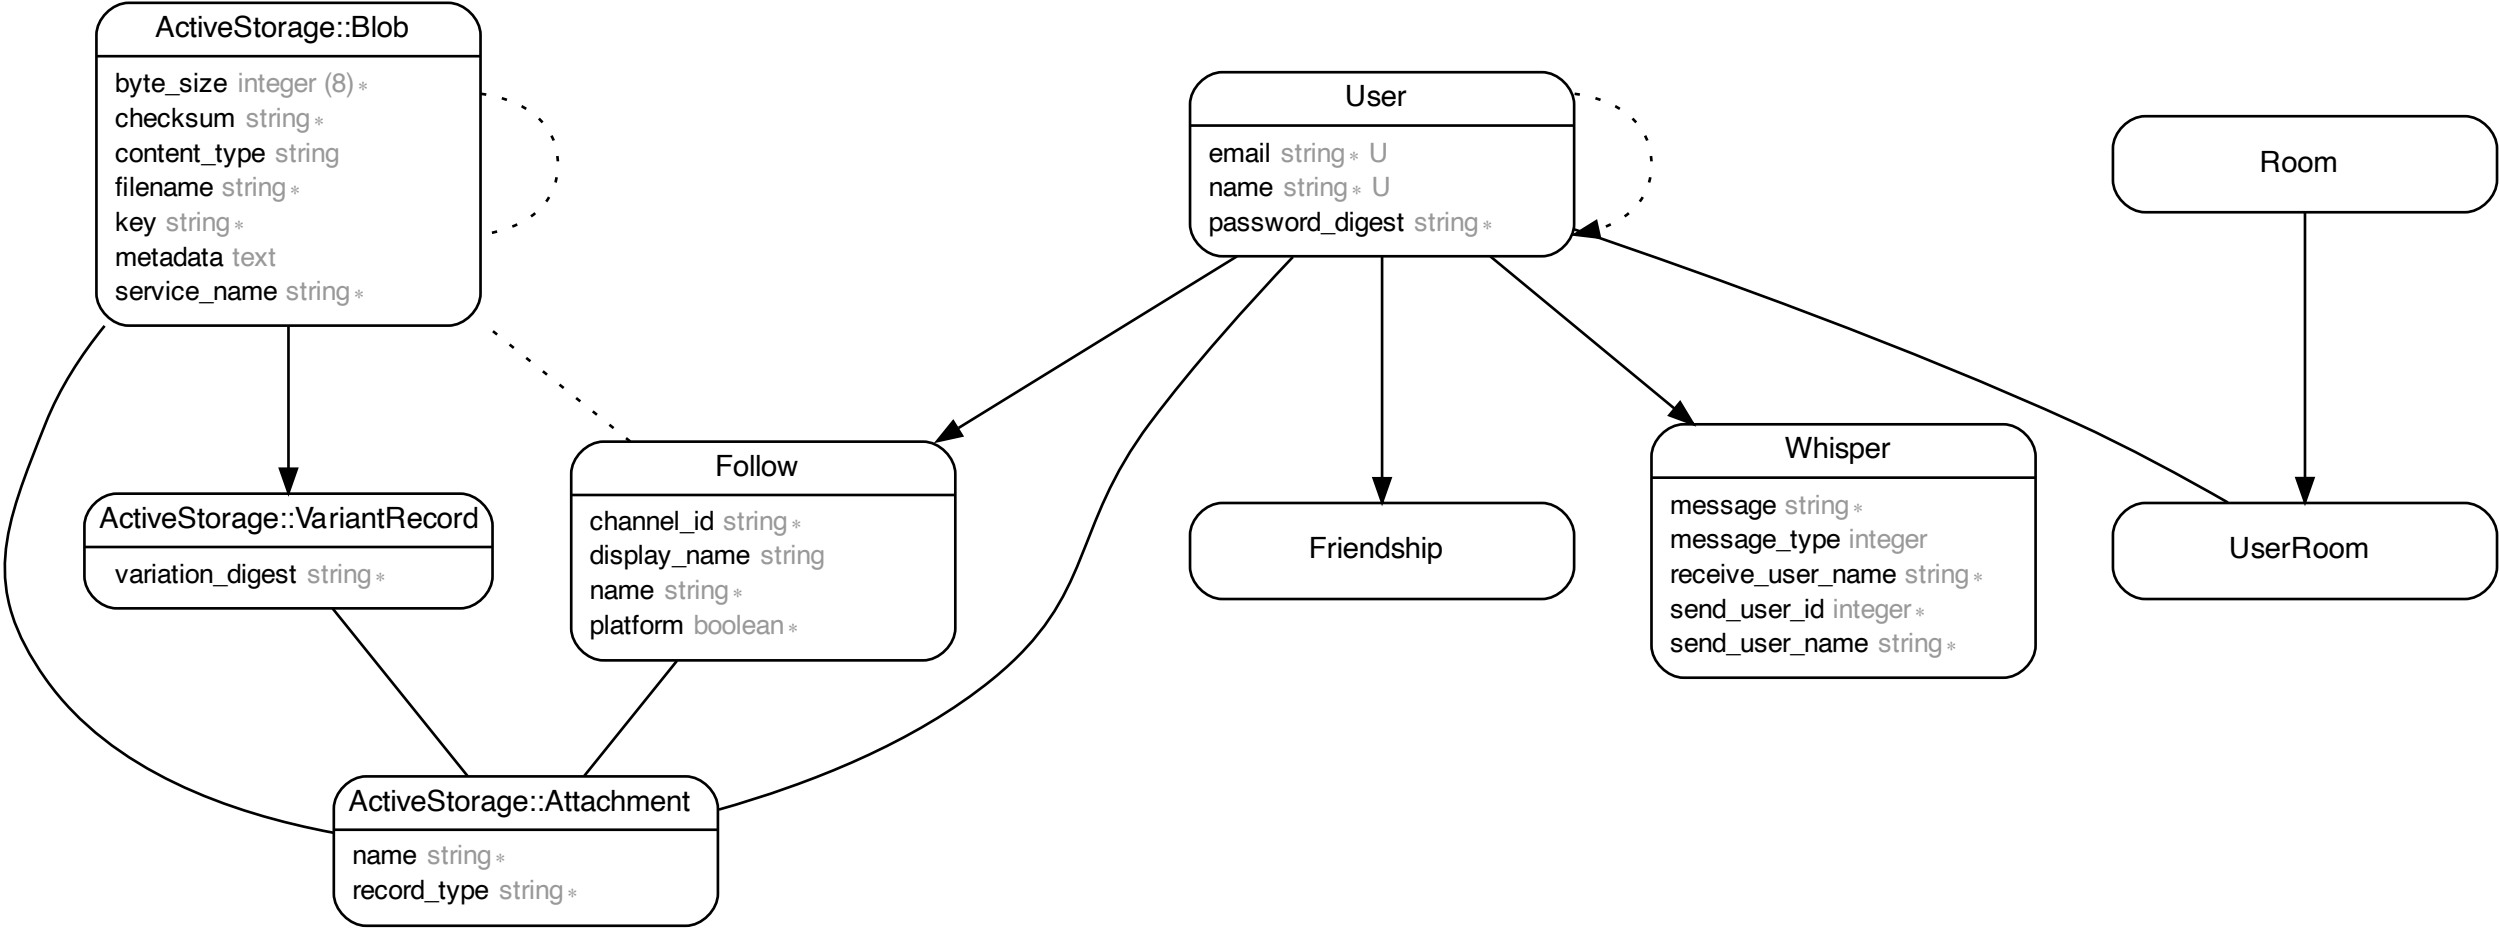 ActiveStorage::Blob
byte_size integer (8) *
checksum string *
content_type string
filename string *
key string *
metadata text
service_name string *
User
email string * U
name string * U
password_digest string *
Room
ActiveStorage::VariantRecord
variation_digest string *
Follow
channel_id string *
display_name string
name string *
platform boolean *
Friendship
Whisper
message string *
message_type integer
receive_user_name string *
send_user_id integer *
send_user_name string *
UserRoom
ActiveStorage::Attachment
name string *
record_type string *